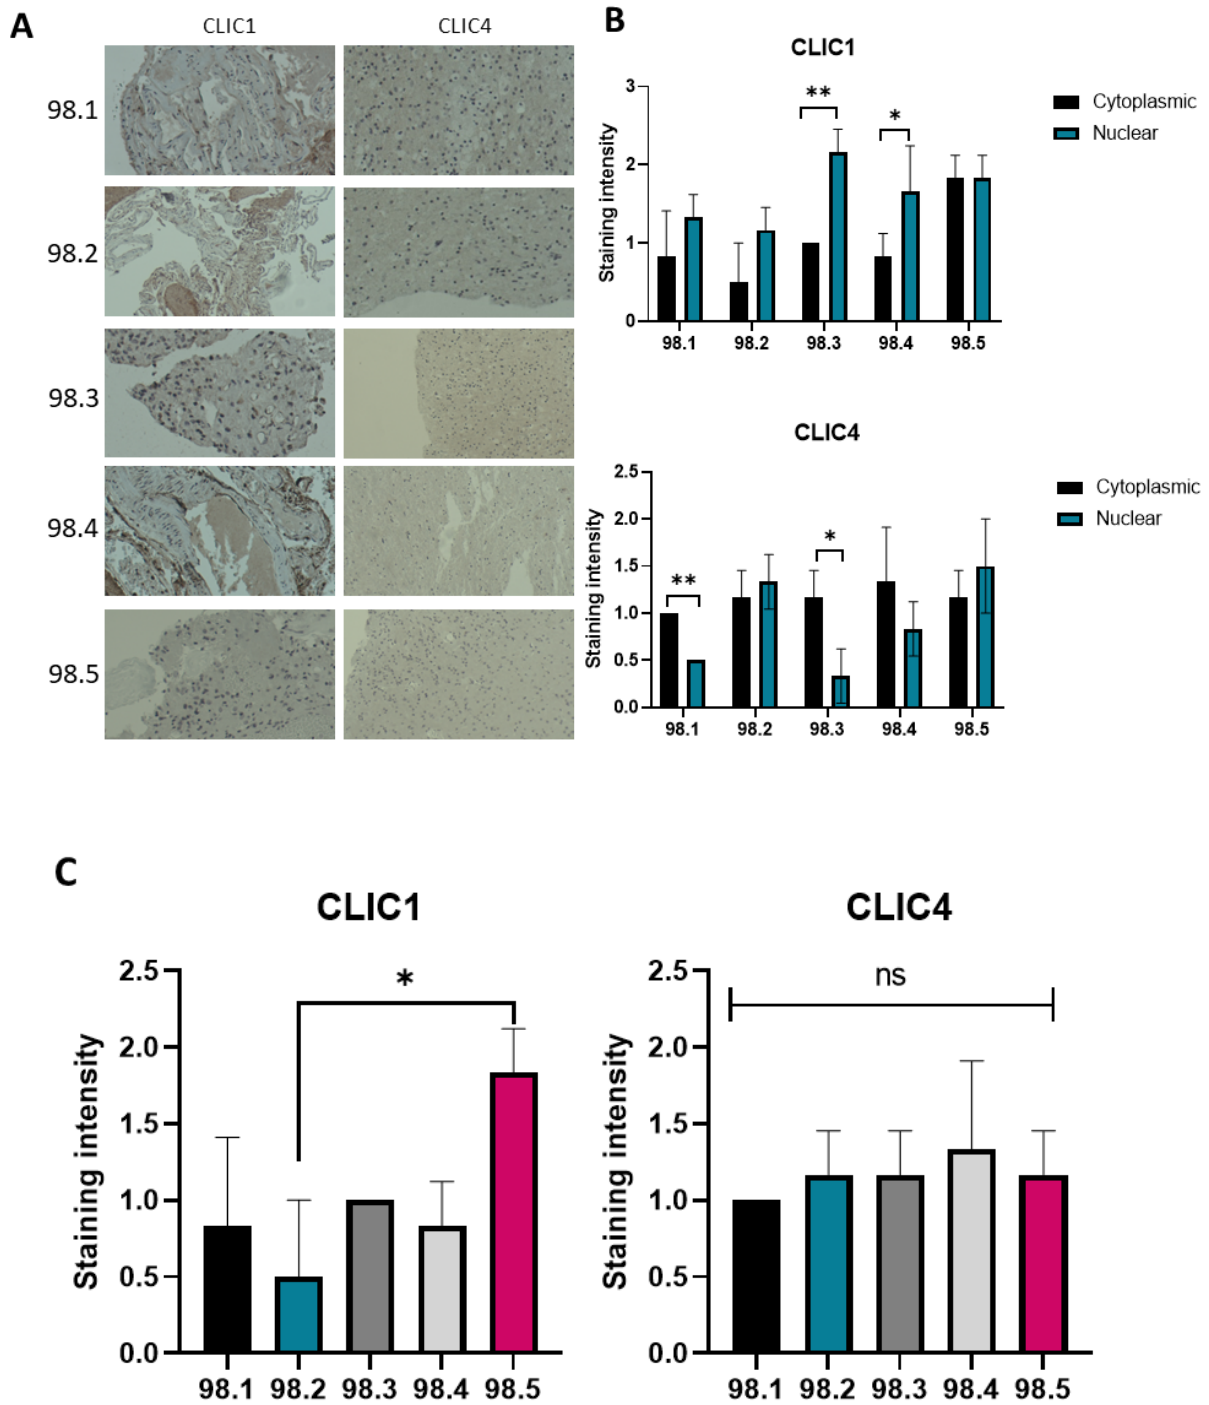 A
CLIC1 CLIC4
98.1
98.2
98.3
98.4
98.5
B
CLIC1
Staining intensity
3
2
1
0
** *
98.1 98.2 98.3 98.4 98.5
Cytoplasmic
Nuclear
CLIC4
Staining intensity
2.5
2.0
1.5
1.0
0.5
0.0
** *
98.1 98.2 98.3 98.4 98.5
Cytoplasmic
Nuclear
C
CLIC1
Staining intensity
2.5
2.0
1.5
1.0
0.5
0.0
*
98.1 98.2 98.3 98.4 98.5
CLIC4
Staining intensity
2.5
2.0
1.5
1.0
0.5
0.0
ns
98.1 98.2 98.3 98.4 98.5